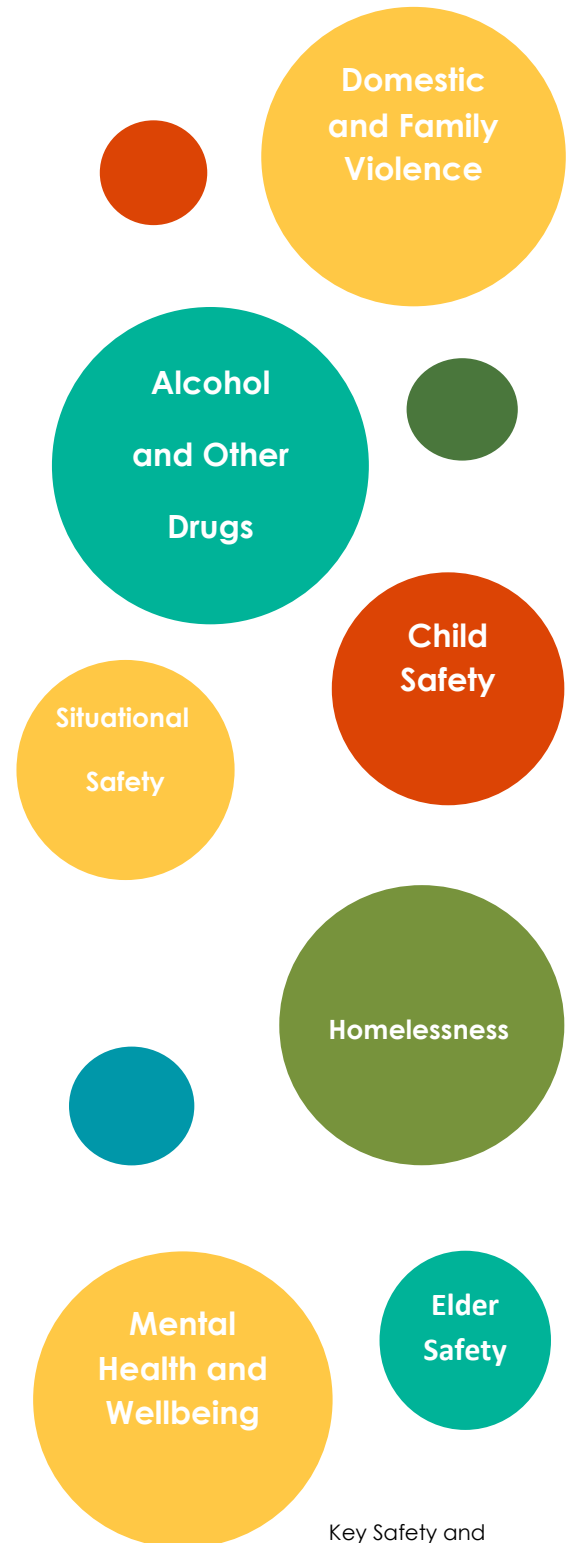 Domestic
and Family
Violence
Alcohol
and Other
Drugs
Child
Safety
Situational
Safety
Homelessness
Elder
Safety
Mental
Health and
Wellbeing
Key Safety and